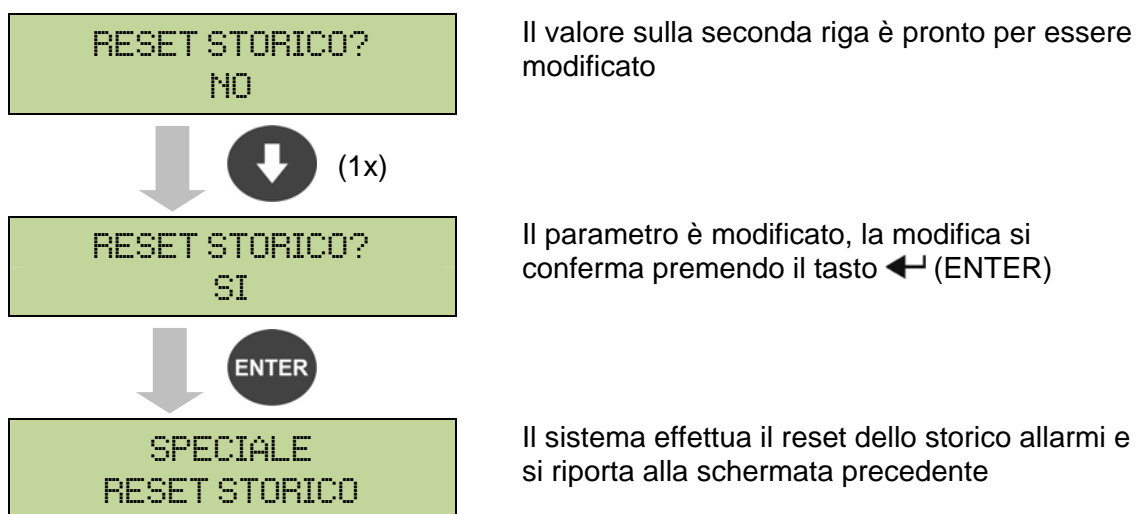 RESET STORICO?
NO
Il valore sulla seconda riga è pronto per essere
modificato
(1x)
RESET STORICO?
SI
Il parametro è modificato, la modifica si
conferma premendo il tasto (ENTER)
ENTER
SPECIALE
RESET STORICO
Il sistema effettua il reset dello storico allarmi e
si riporta alla schermata precedente